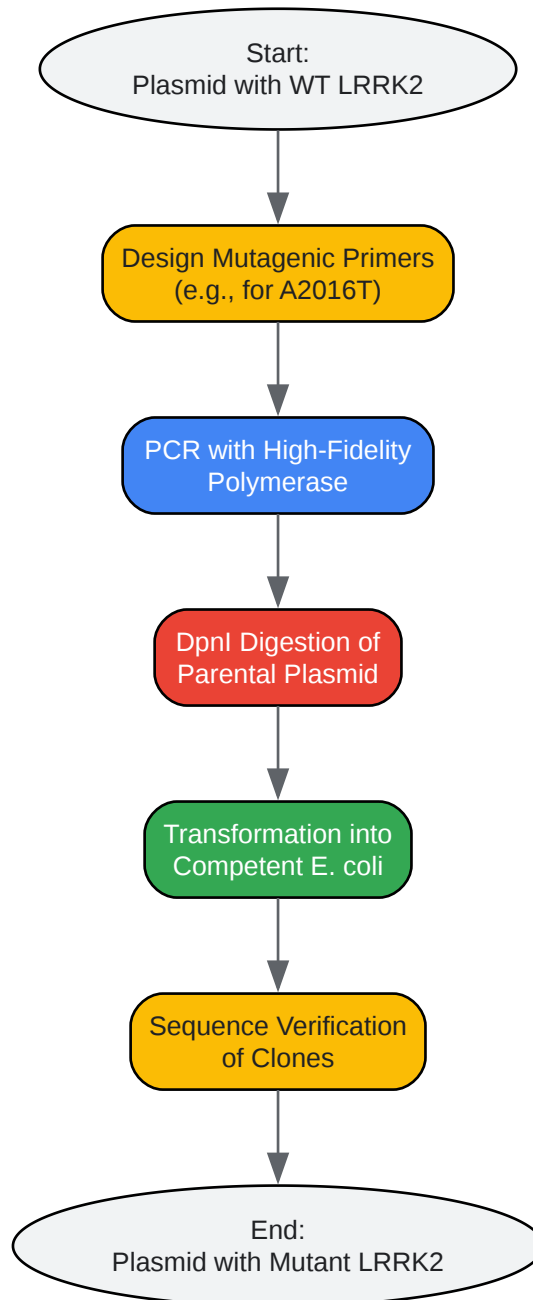 Start:
Plasmid with WT LRRK2
Design Mutagenic Primers
(e.g., for A2016T)
PCR with High-Fidelity
Polymerase
DpnI Digestion of
Parental Plasmid
Transformation into
Competent E. coli
Sequence Verification
of Clones
End:
Plasmid with Mutant LRRK2